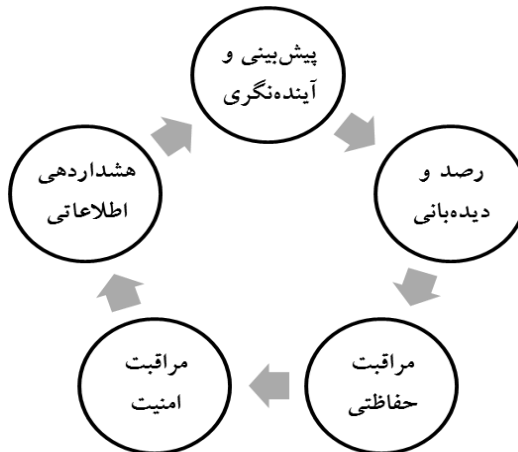 پیش‌بینی و
آینده‌نگری
رصد و
دیده‌بانی
مراقبت
حفاظتی
مراقبت
امنیت
هشداردهی
اطلاعاتی